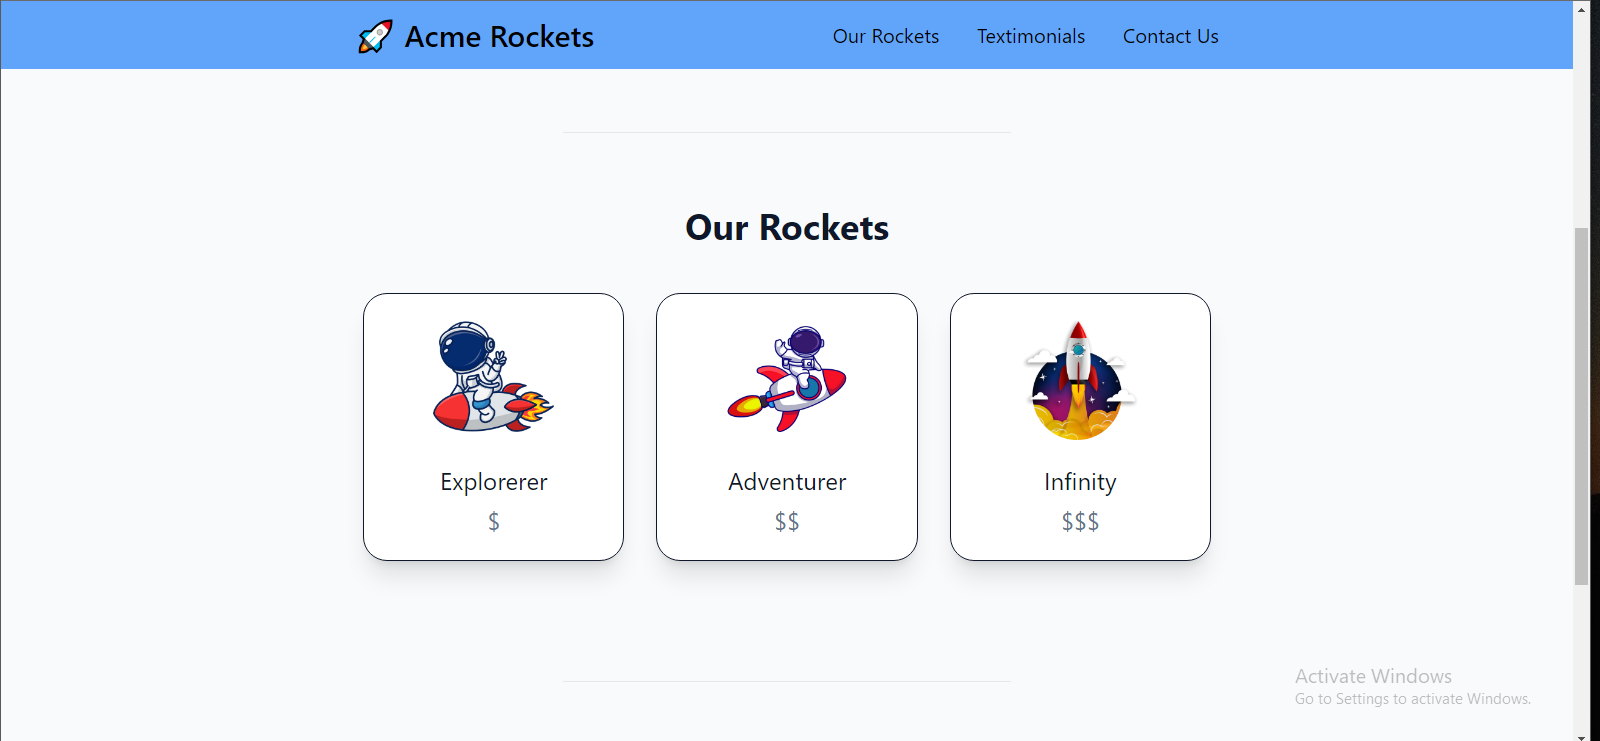 Acme Rockets
Our Rockets Textimonials Contact Us
Our Rockets
Explorerer
$
Adventurer
$$
Infinity
$$$
Activate Windows
Go to Settings to activate Windows.